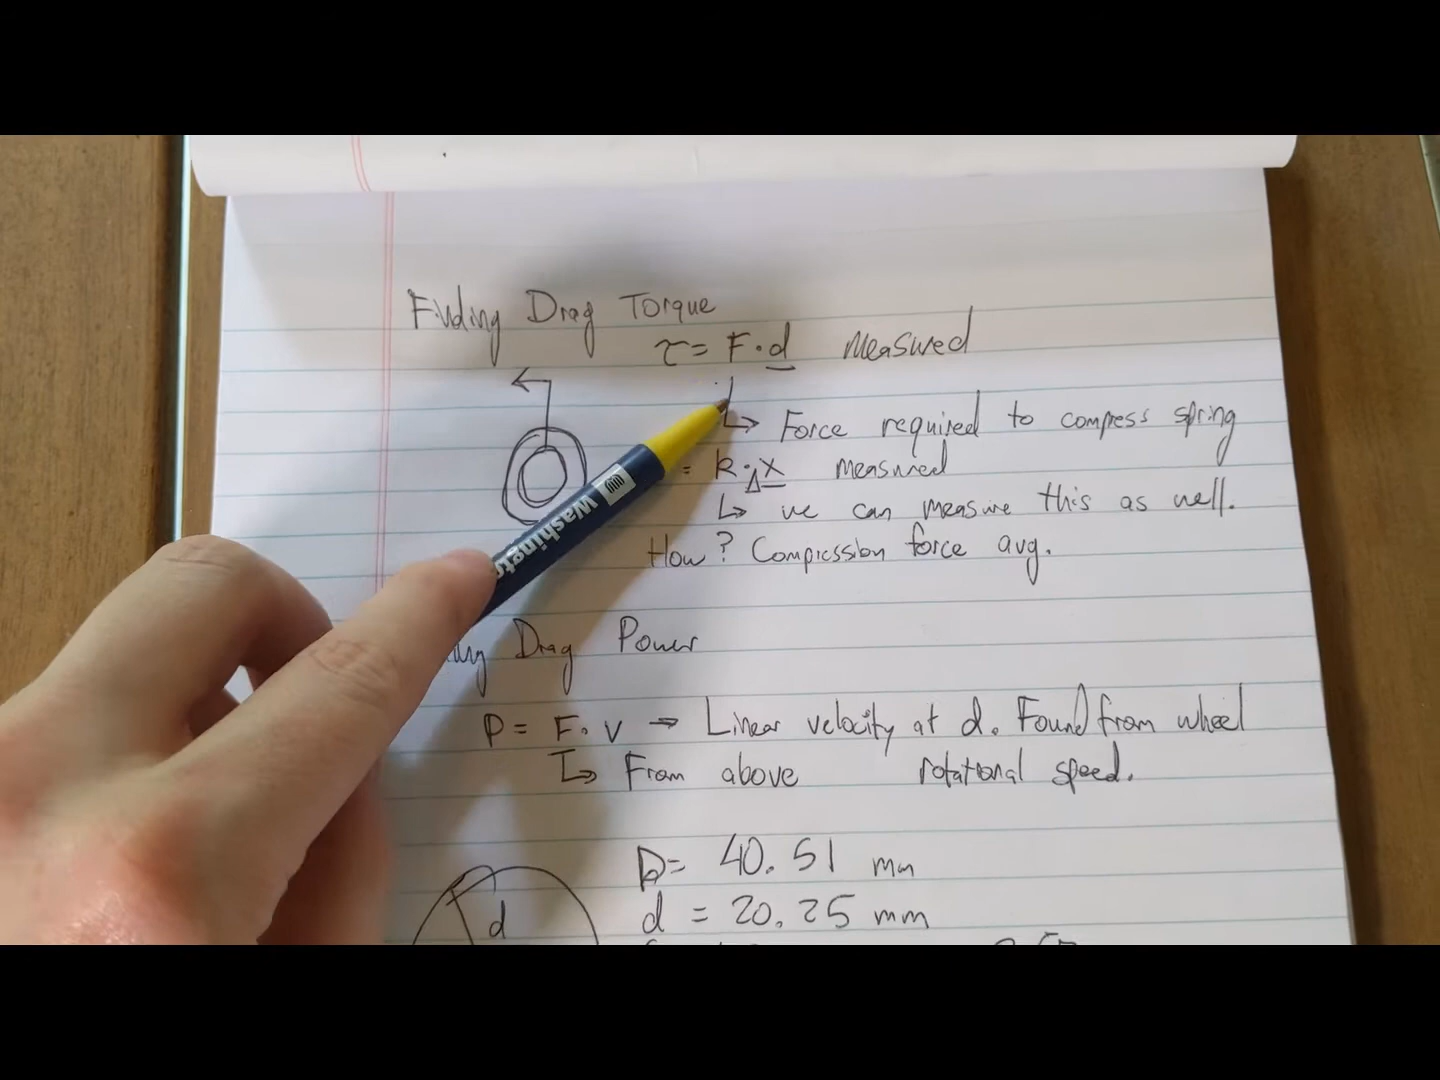 Finding Drag Torque
τ = F · d measured
↳ Force required to compress spring
= k · Δx measured
↳ we can measure this as well.
How? Compression force avg.
Drag Power
P = F · v → Linear velocity at d. Found from wheel
↳ From above rotational speed.
D = 40.51 mm
d = 20.25 mm
d